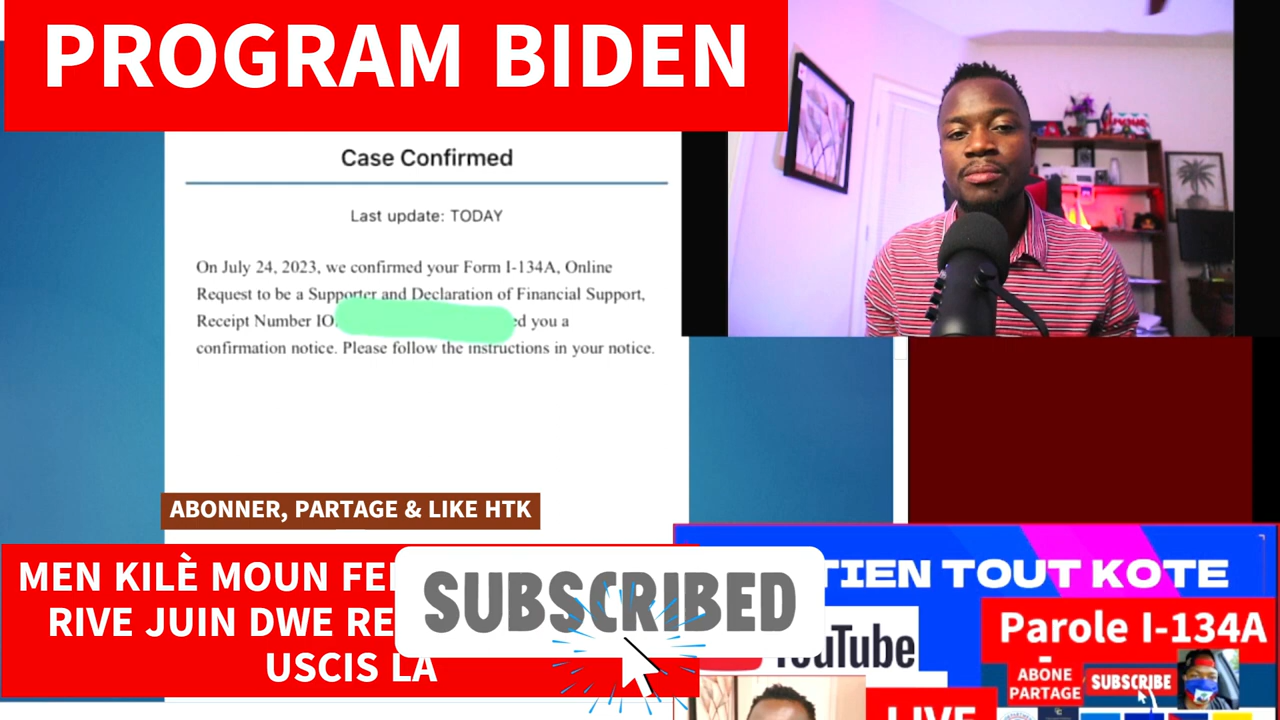 PROGRAM BIDEN
Case Confirmed
Last update: TODAY
On July 24, 2023, we confirmed your Form I-134A, Online
Request to be a Supporter and Declaration of Financial Support,
Receipt Number IO you a
confirmation notice. Please follow the instructions in your notice.
ABONNER, PARTAGE & LIKE HTK
MEN KILÈ MOUN
RIVE JUIN DWE
USCIS LA
SUBSCRIBED
TOUT KOTE
YouTube
Parole I-134A
ABONE
PARTAGE
SUBSCRIBE
LIVE